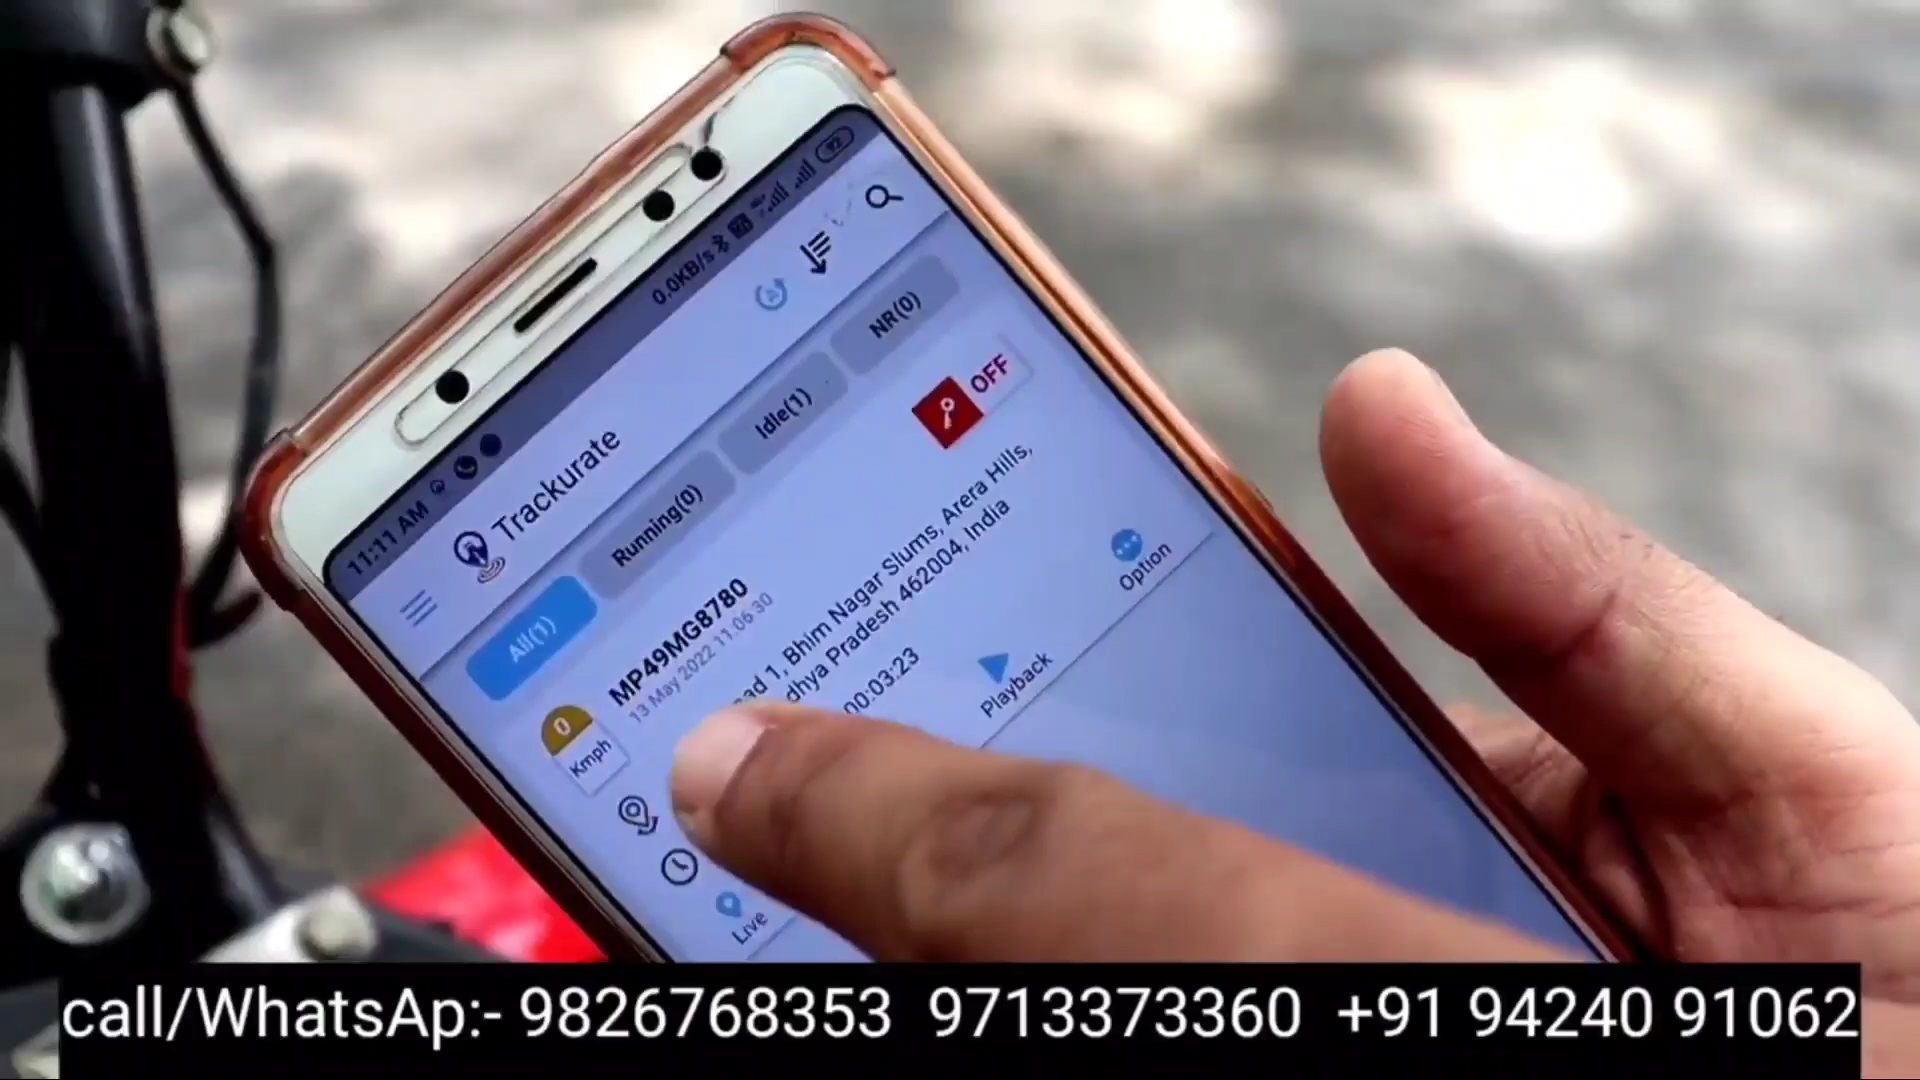 11:11 AM
0.0KB/s
92
Trackurate
All(1)
Running(0)
Idle(1)
NR(0)
0
Kmph
MP49MG8780
13 May 2022 11:06:30
OFF
1, Bhim Nagar Slums, Arera Hills,
Pradesh 462004, India
00:03:23
Live
Playback
Option
call/WhatsAp:- 9826768353 9713373360 +91 94240 91062